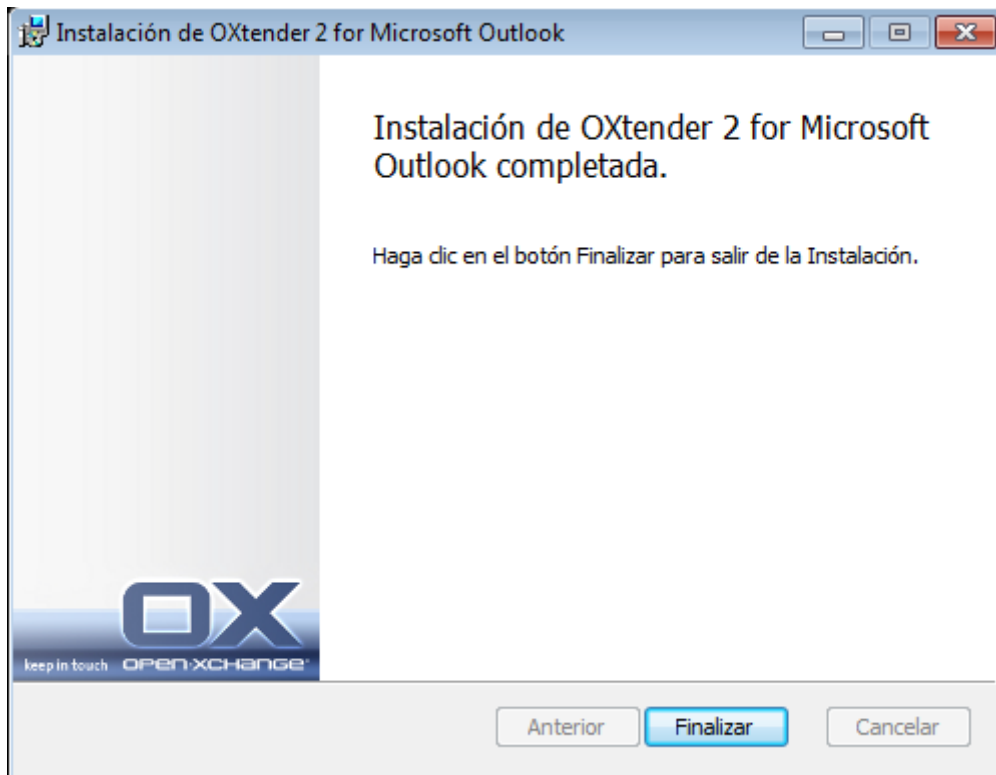 Instalación de OXtender 2 for Microsoft Outlook
Instalación de OXtender 2 for Microsoft
Outlook completada.
Haga clic en el botón Finalizar para salir de la Instalación.
OX
keep in touch OPEN-XCHANGE
Anterior Finalizar Cancelar